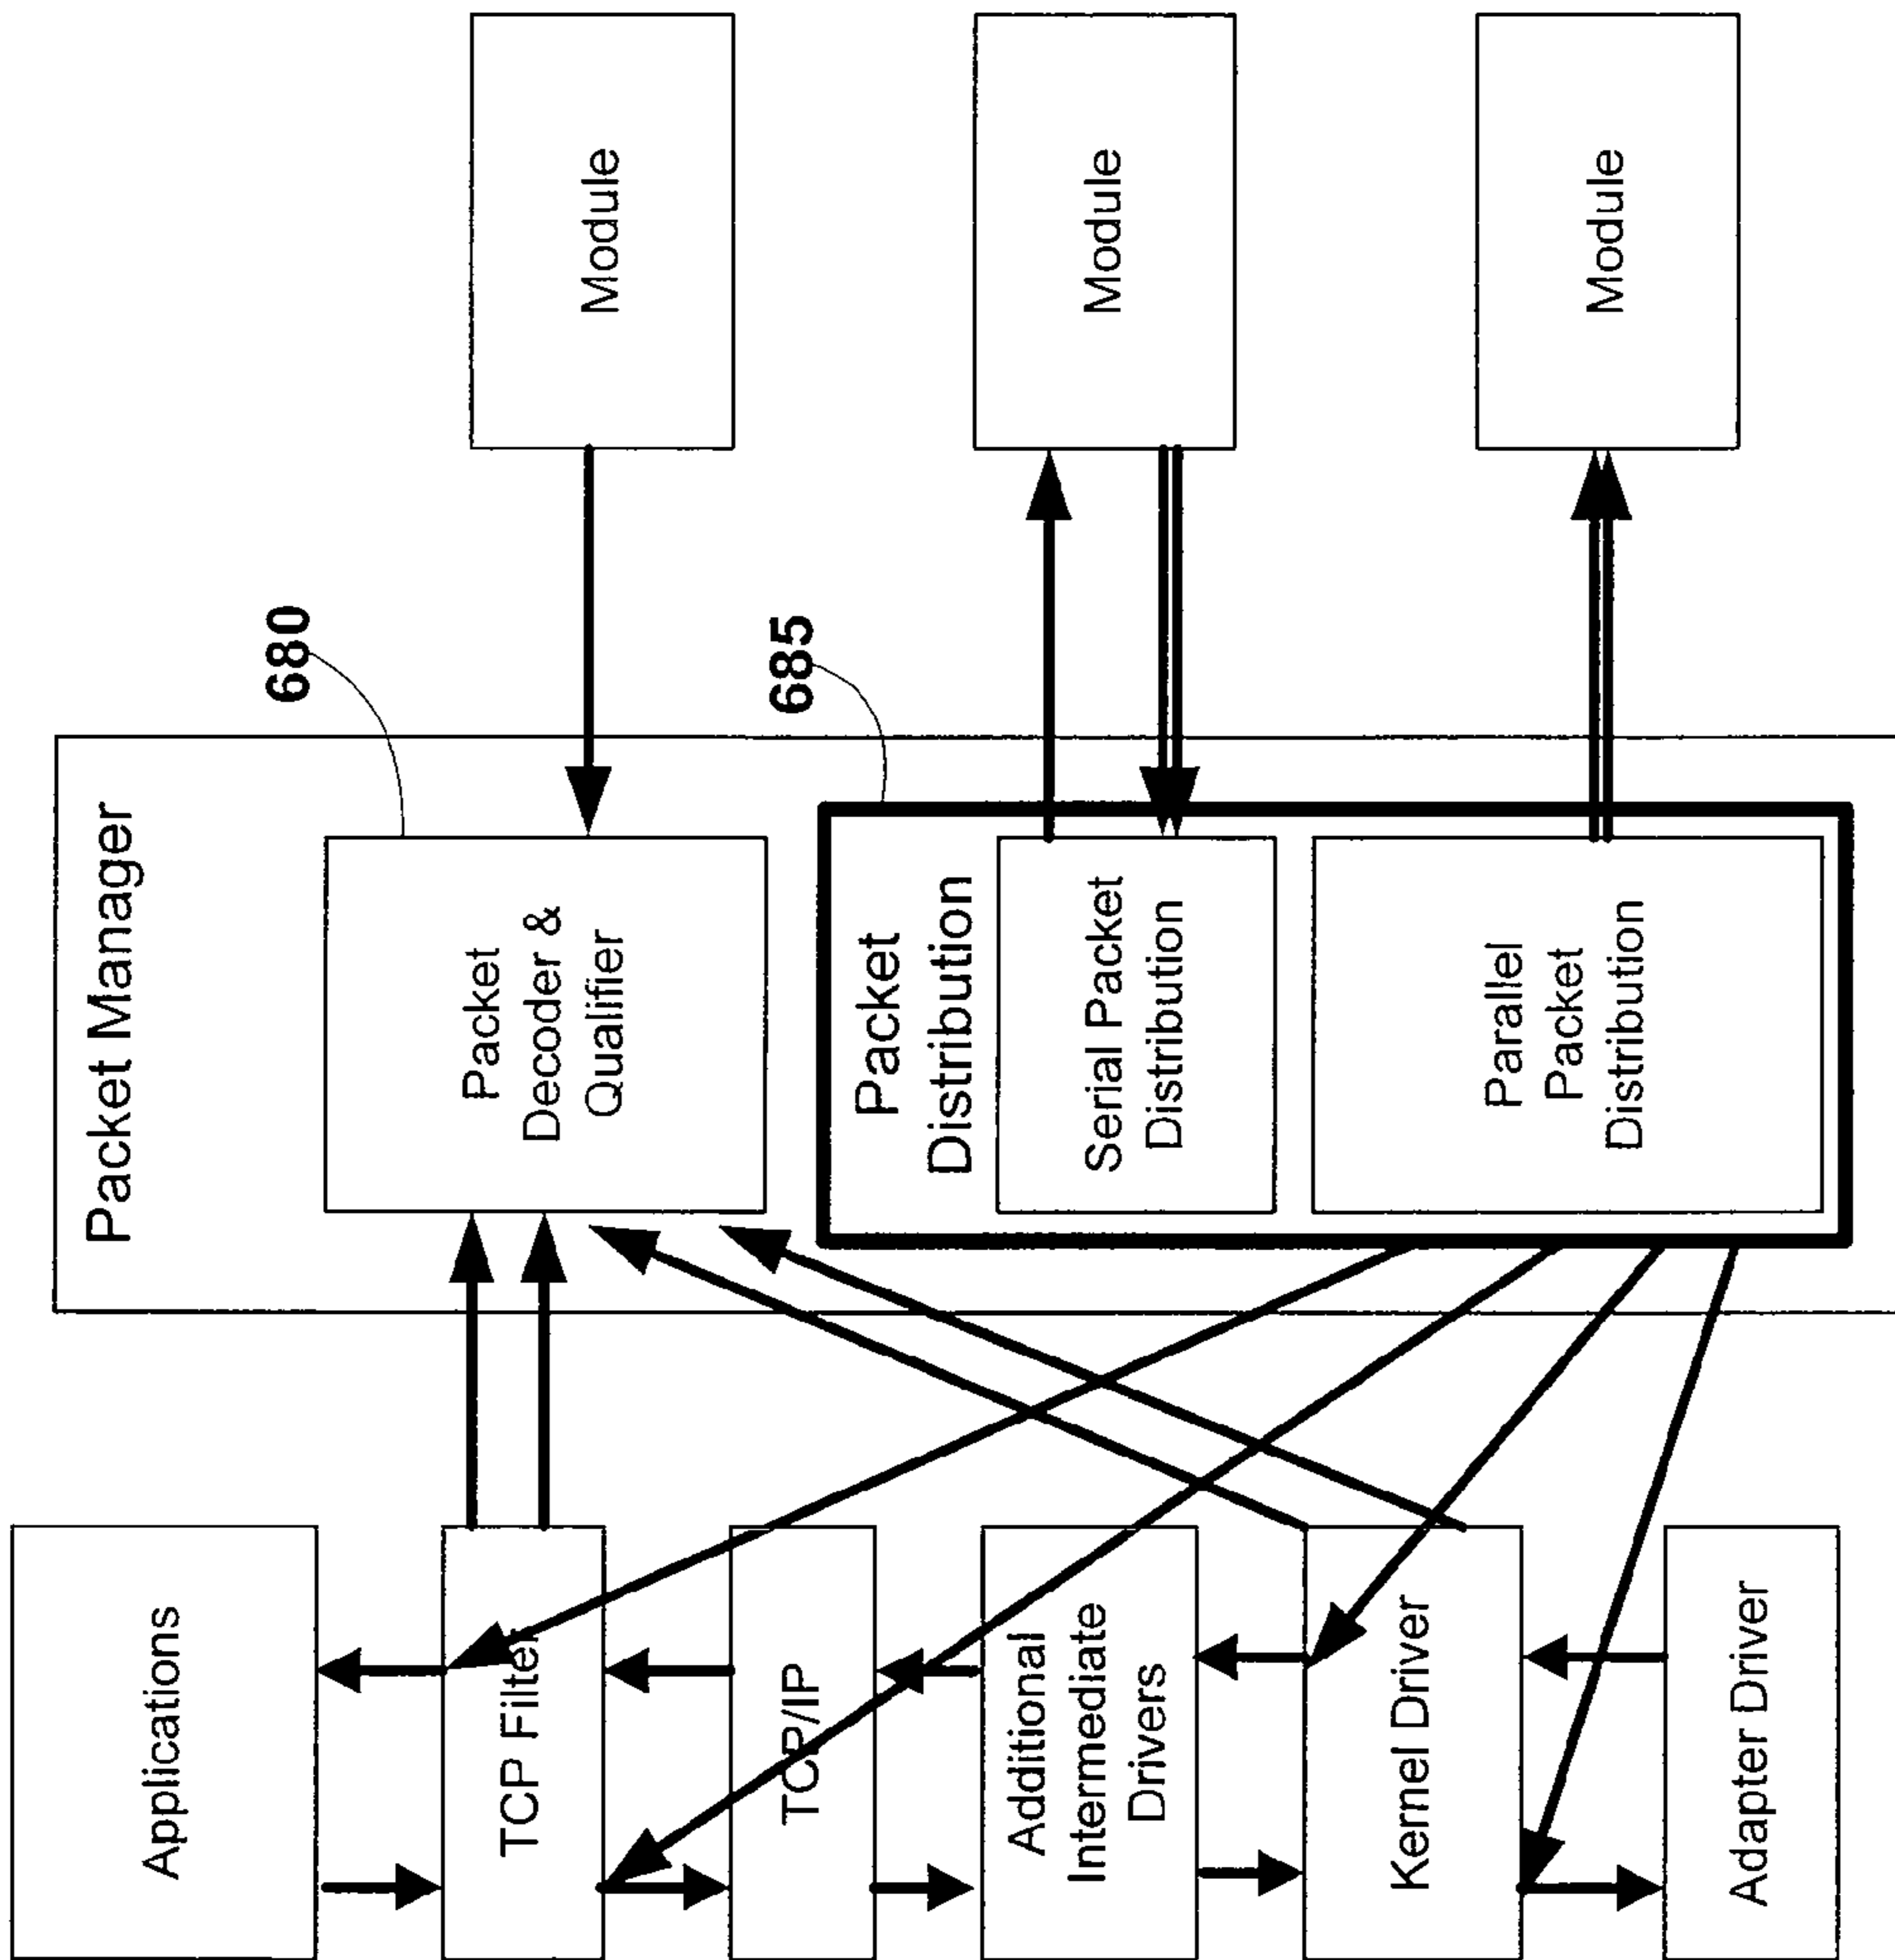 Applications
TCP Filter
TCP/IP
Additional
Intermediate
Drivers
Kernel Driver
Adapter Driver
Packet Manager
680
Packet
Decoder &
Qualifier
685
Packet
Distribution
Serial Packet
Distribution
Parallel
Packet
Distribution
Module
Module
Module